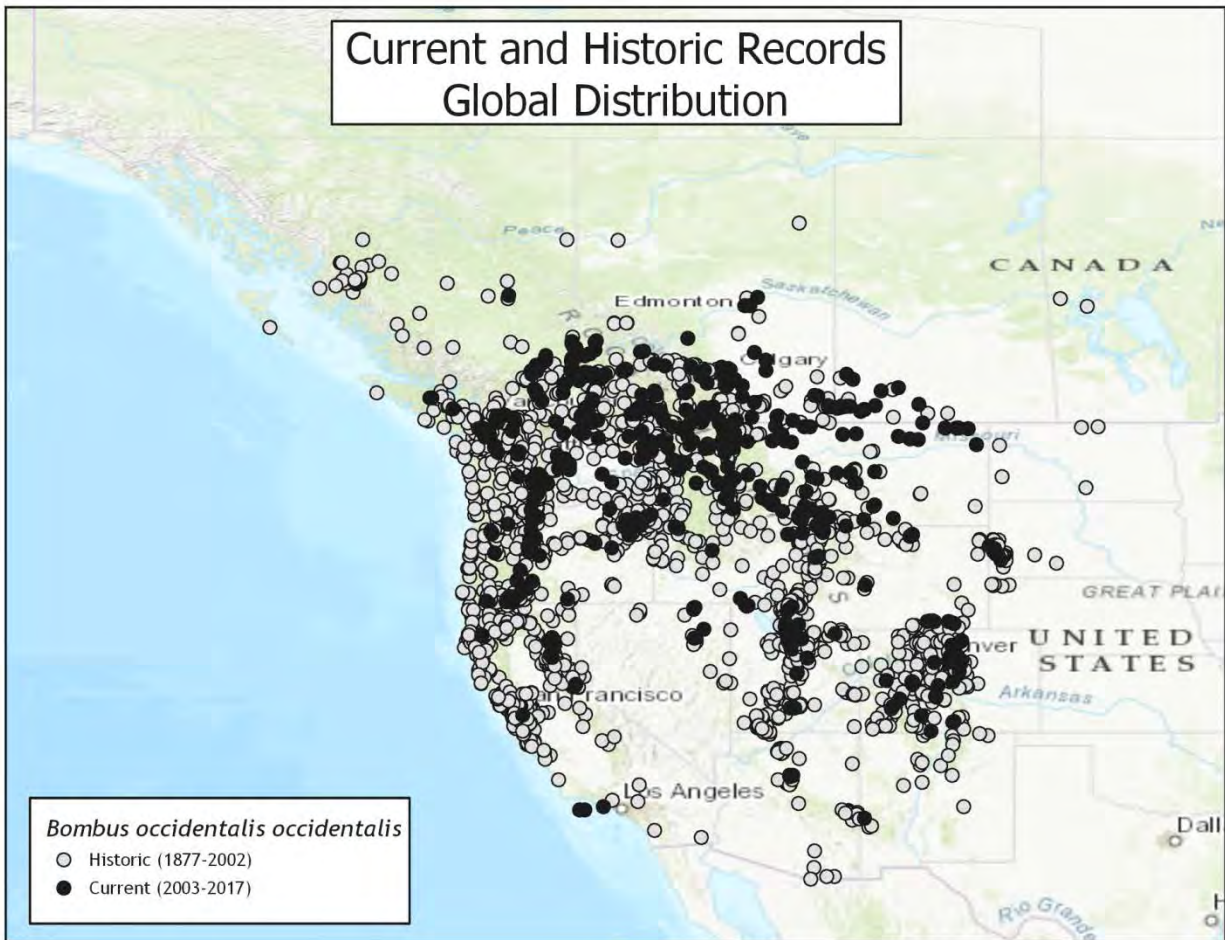 Current and Historic Records
Global Distribution
Peace
CANADA
Edmonton
Saskatchewan
Calgary
Missouri
GREAT PLAI
UNITED
STATES
Arkansas
Francisco
Los Angeles
Dall
Rio Grande
H
Bombus occidentalis occidentalis
Historic (1877-2002)
Current (2003-2017)